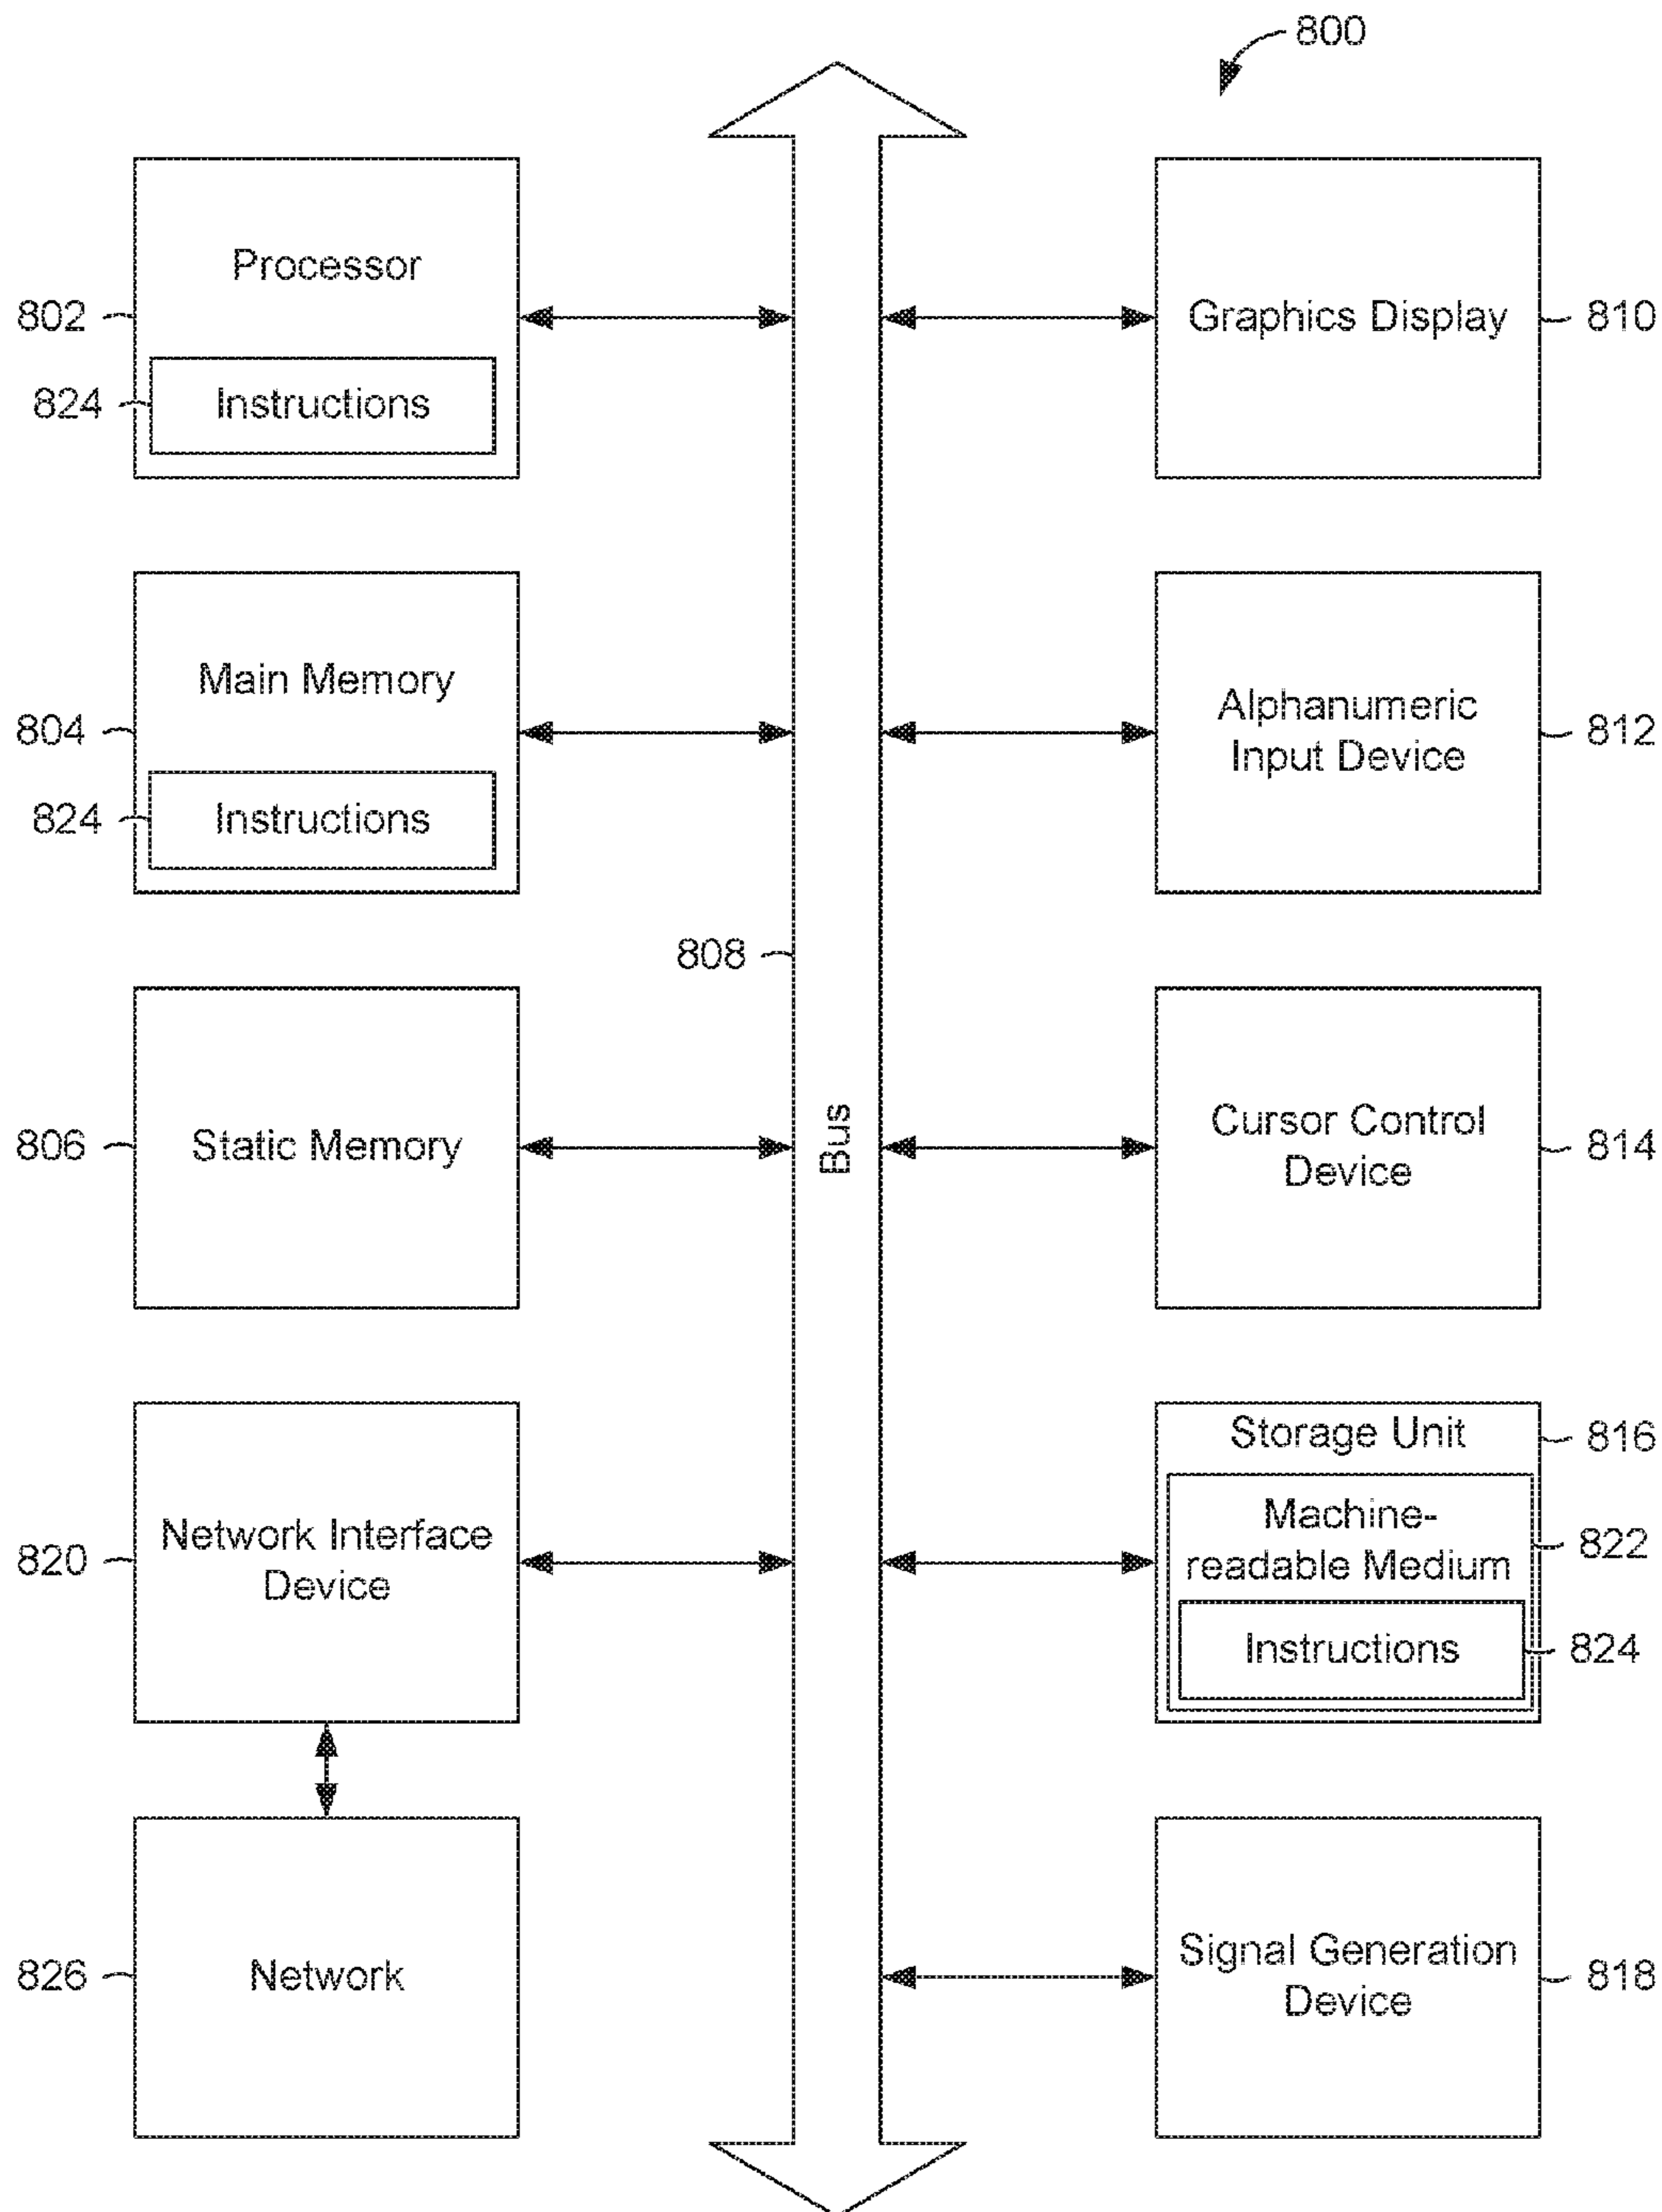 800
Processor
802
824
Instructions
Graphics Display
810
Main Memory
804
824
Instructions
Alphanumeric
Input Device
812
808
Bus
806
Static Memory
Cursor Control
Device
814
820
Network Interface
Device
Storage Unit
816
Machine-
readable Medium
822
Instructions
824
826
Network
Signal Generation
Device
818